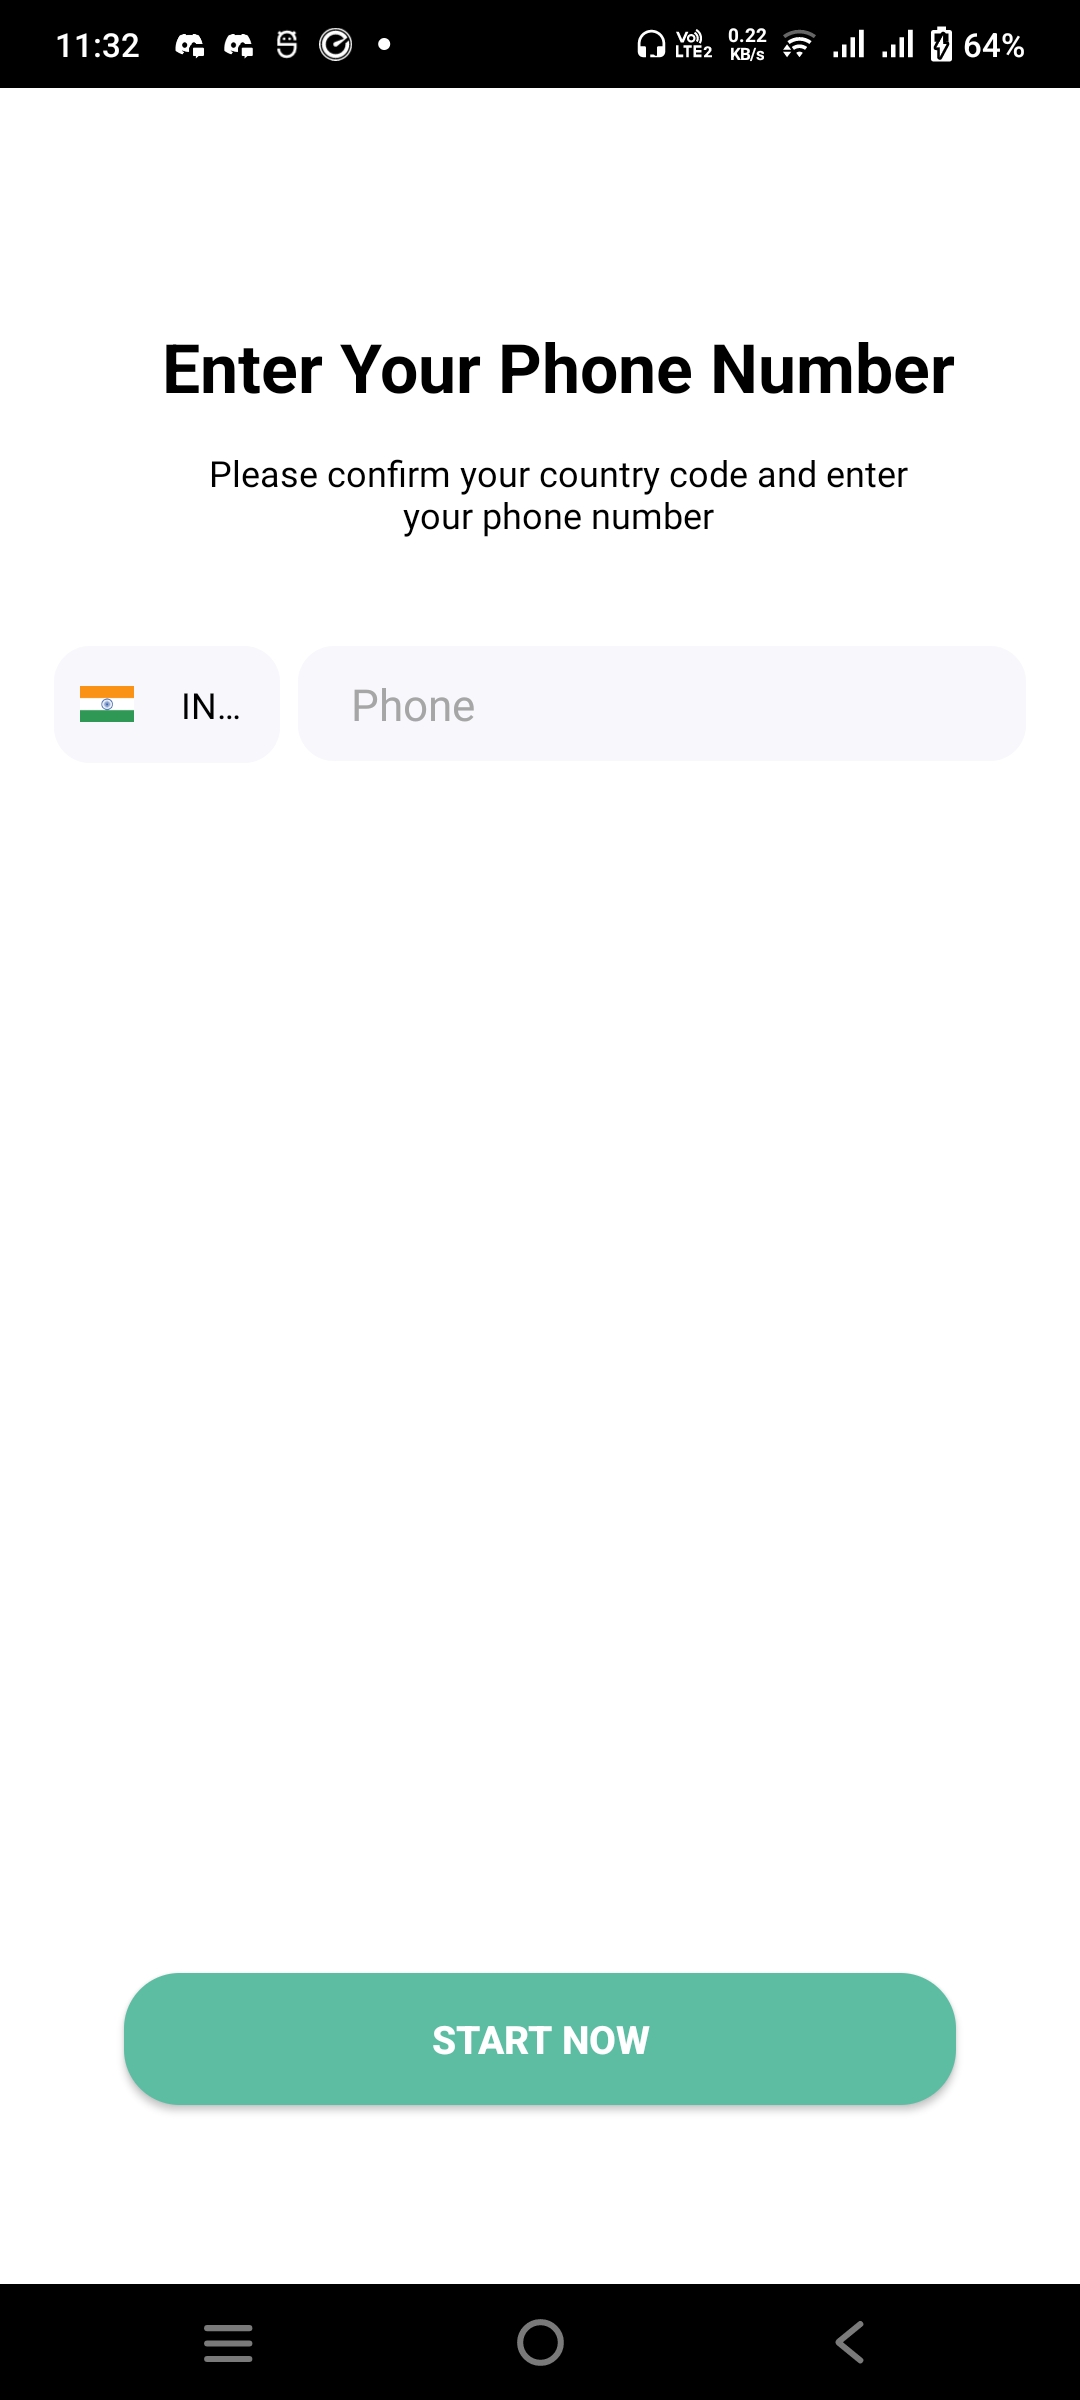 11:32
Vo)) LTE2 0.22 KB/s 64%
Enter Your Phone Number
Please confirm your country code and enter
your phone number
IN... Phone
START NOW